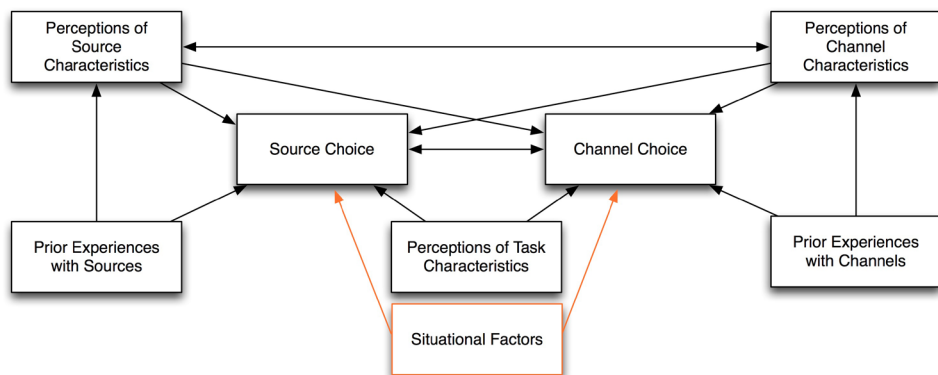 Perceptions of
Source
Characteristics
Perceptions of
Channel
Characteristics
Source Choice
Channel Choice
Prior Experiences
with Sources
Perceptions of Task
Characteristics
Prior Experiences
with Channels
Situational Factors